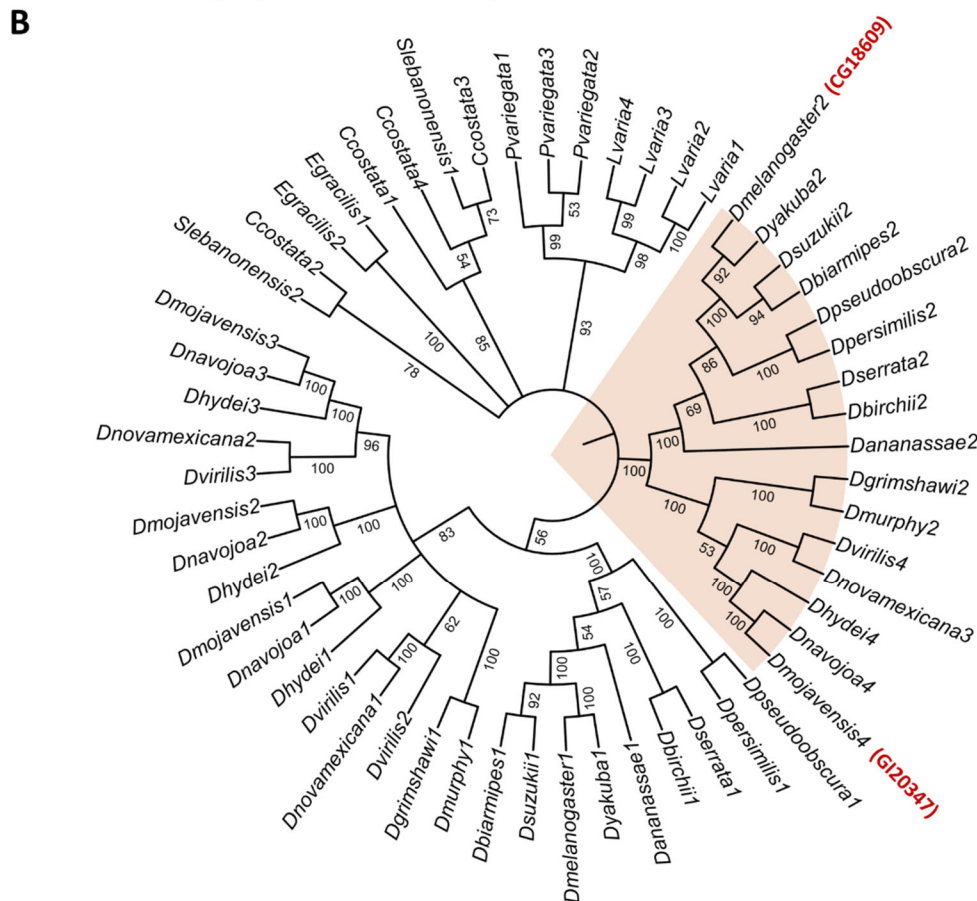 B
Slebanonensis2
Ccostata2
Egracilis2
Egracilis1
Ccostata1
Ccostata4
Slebanonensis1
Ccostata3
Pvariegata1
Pvariegata3
Pvariegata2
Lvaria4
Lvaria3
Lvaria2
Lvaria1
Dmelanogaster2 (CG18609)
Dyakuba2
Dsuzukii2
Dbiarmipes2
Dpseudoobscura2
Dpersimilis2
Dserrata2
Dbirchii2
Dananassae2
Dgrimshawi2
Dmurphy2
Dvirilis4
Dnovamexicana3
Dhydei4
Dnavojoa4
Dmojavensis4 (GI20347)
Dpseudoobscura1
Dpersimilis1
Dserrata1
Dbirchii1
Dananassae1
Dyakuba1
Dmelanogaster1
Dsuzukii1
Dbiarmipes1
Dmurphy1
Dgrimshawi1
Dvirilis2
Dnovamexicana1
Dvirilis1
Dhydei1
Dnavojoa1
Dmojavensis1
Dhydei2
Dnavojoa2
Dmojavensis2
Dvirilis3
Dnovamexicana2
Dhydei3
Dnavojoa3
Dmojavensis3
78
100
85
54
73
93
99
53
98
99
100
92
100
94
86
100
69
100
100
100
100
100
53
100
100
100
56
100
57
100
54
100
100
92
100
83
96
100
100
100
100
100
100
100
62
100
100